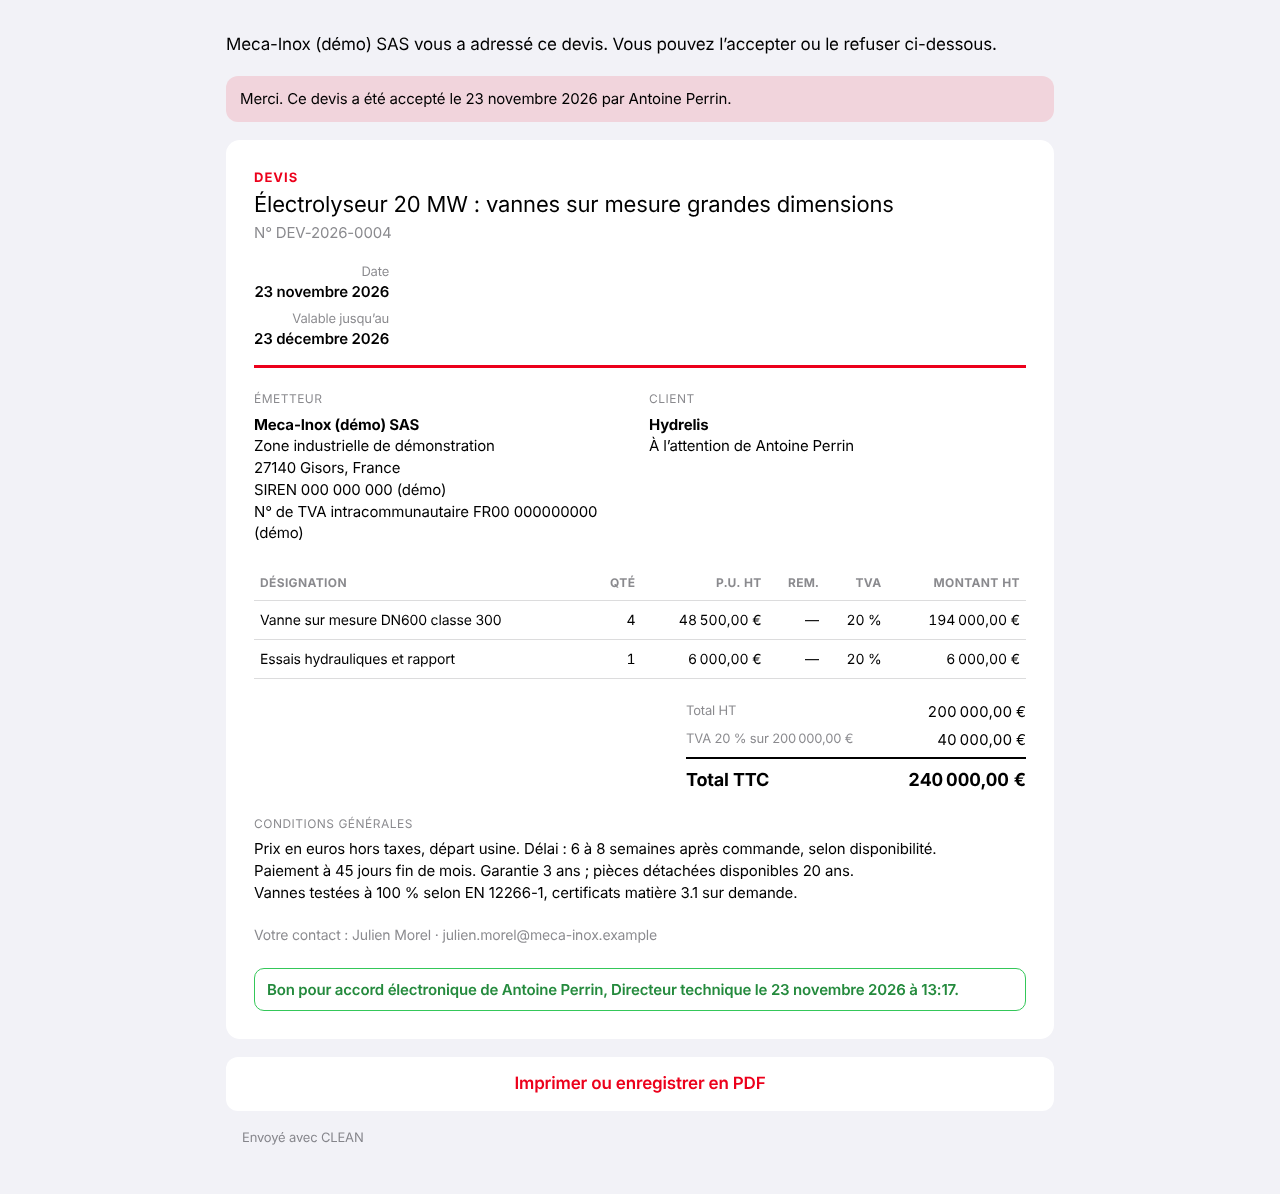 Meca-Inox (démo) SAS vous a adressé ce devis. Vous pouvez l’accepter ou le refuser ci-dessous.
Merci. Ce devis a été accepté le 23 novembre 2026 par Antoine Perrin.
DEVIS
Électrolyseur 20 MW : vannes sur mesure grandes dimensions
N° DEV-2026-0004
Date
23 novembre 2026
Valable jusqu’au
23 décembre 2026
ÉMETTEUR
Meca-Inox (démo) SAS
Zone industrielle de démonstration
27140 Gisors, France
SIREN 000 000 000 (démo)
N° de TVA intracommunautaire FR00 000000000
(démo)
CLIENT
Hydrelis
À l’attention de Antoine Perrin
DÉSIGNATION QTÉ P.U. HT REM. TVA MONTANT HT
Vanne sur mesure DN600 classe 300 4 48 500,00 € — 20 % 194 000,00 €
Essais hydrauliques et rapport 1 6 000,00 € — 20 % 6 000,00 €
Total HT 200 000,00 €
TVA 20 % sur 200 000,00 € 40 000,00 €
Total TTC 240 000,00 €
CONDITIONS GÉNÉRALES
Prix en euros hors taxes, départ usine. Délai : 6 à 8 semaines après commande, selon disponibilité.
Paiement à 45 jours fin de mois. Garantie 3 ans ; pièces détachées disponibles 20 ans.
Vannes testées à 100 % selon EN 12266-1, certificats matière 3.1 sur demande.
Votre contact : Julien Morel · julien.morel@meca-inox.example
Bon pour accord électronique de Antoine Perrin, Directeur technique le 23 novembre 2026 à 13:17.
Imprimer ou enregistrer en PDF
Envoyé avec CLEAN